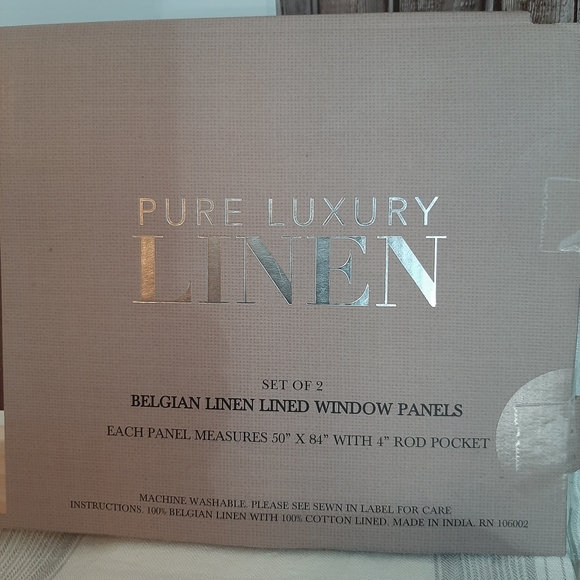 PURE LUXURY
LINEN
SET OF 2
BELGIAN LINEN LINED WINDOW PANELS
EACH PANEL MEASURES 50” X 84” WITH 4” ROD POCKET
MACHINE WASHABLE. PLEASE SEE SEWN IN LABEL FOR CARE
INSTRUCTIONS. 100% BELGIAN LINEN WITH 100% COTTON LINED. MADE IN INDIA. RN 106002